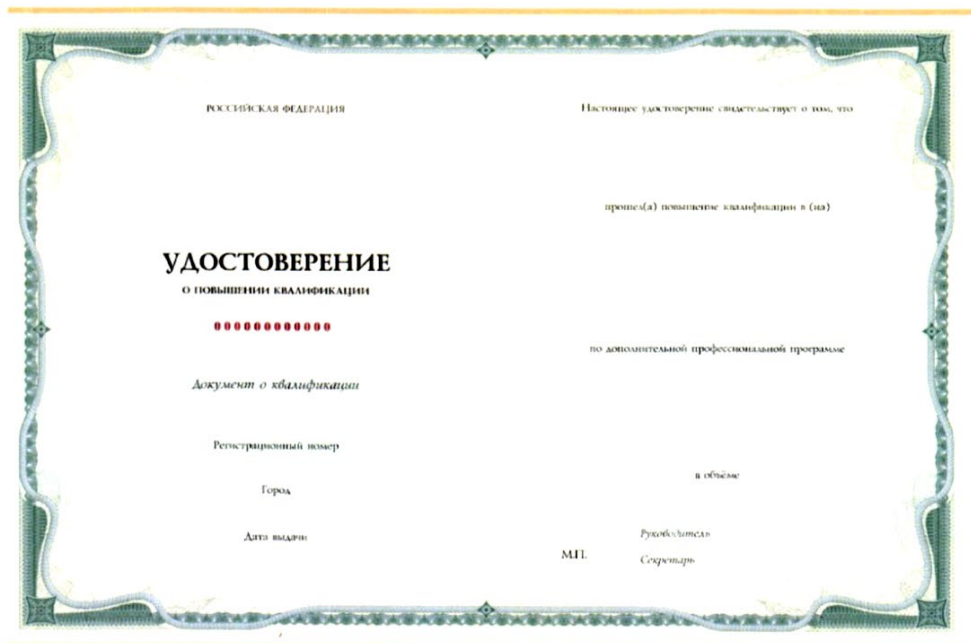 РОССИЙСКАЯ ФЕДЕРАЦИЯ
УДОСТОВЕРЕНИЕ
О ПОВЫШЕНИИ КВАЛИФИКАЦИИ
000000000000
Документ о квалификации
Регистрационный номер
Город
Дата выдачи
Настоящее удостоверение свидетельствует о том, что
прошел(а) повышение квалификации в (на)
по дополнительной профессиональной программе
в объёме
М.П.
Руководитель
Секретарь